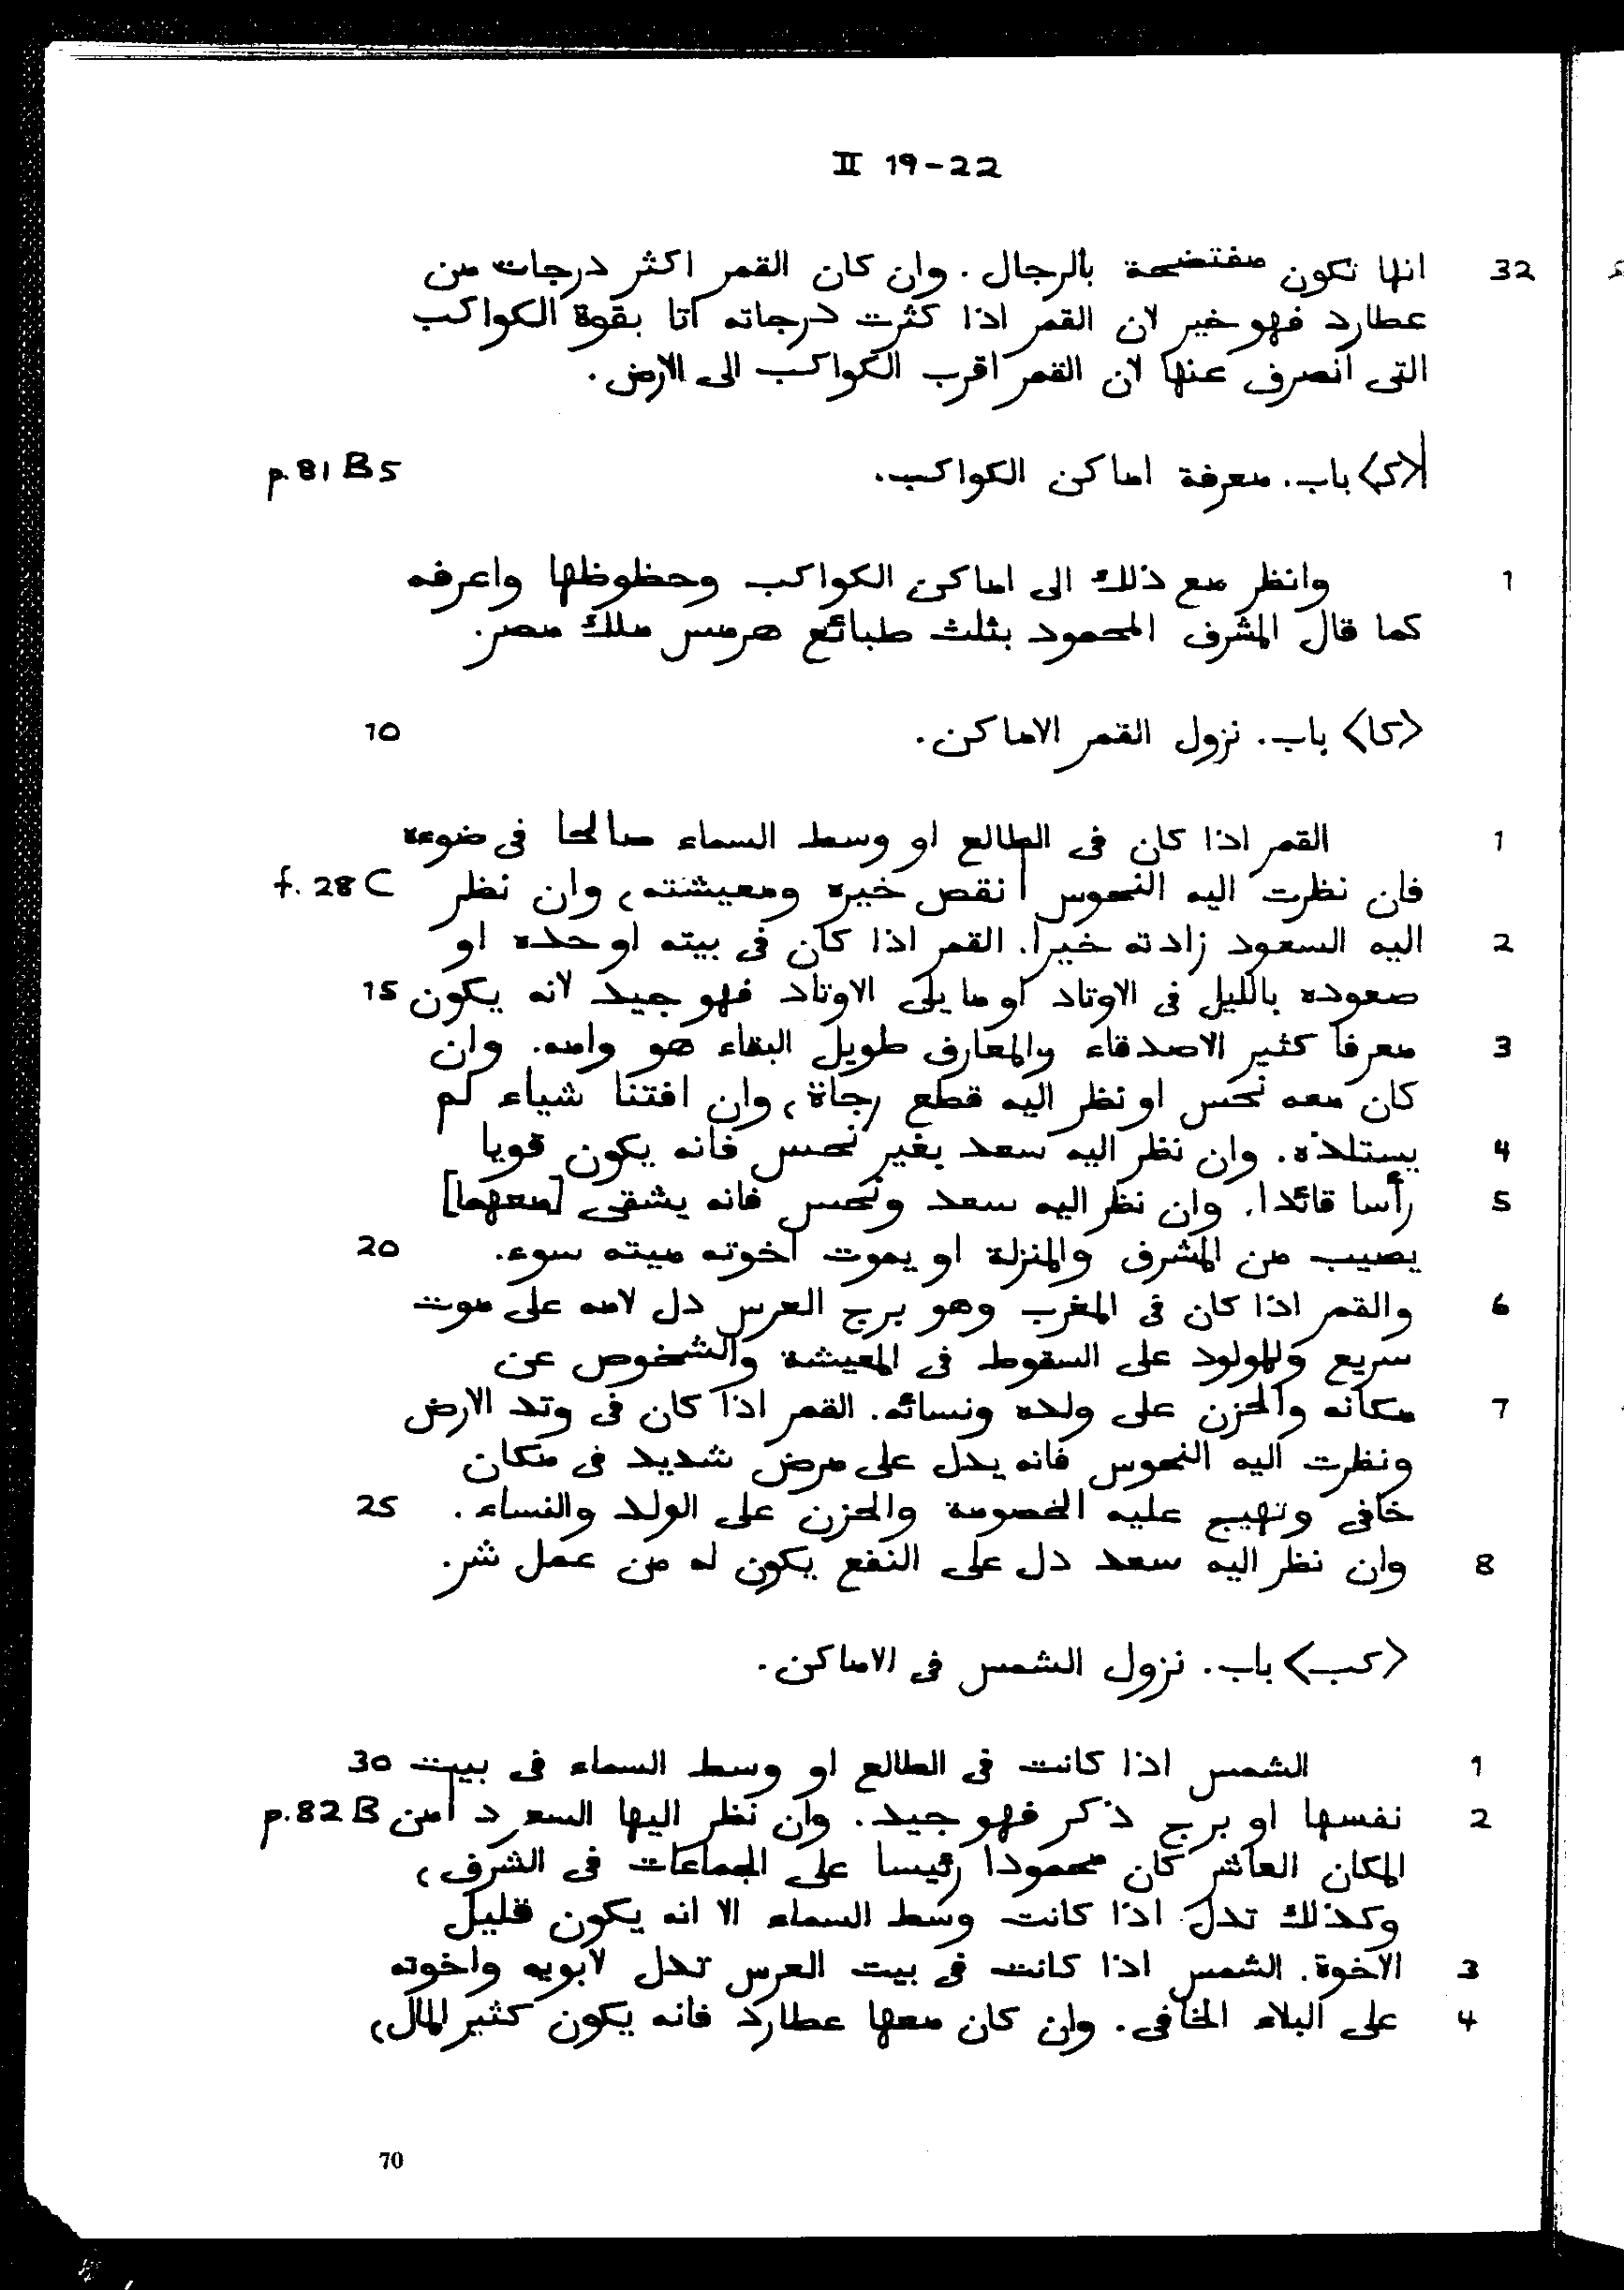 II 19-22
32 انها تكون مفتضحة بالرجال. وان كان القمر اكثر درجات من
عطارد فهو خير لان القمر اذا كثرت درجاته اتا بقوة الكواكب
التى انصرف عنها لان القمر اقرب الكواكب الى الارض.
|<ك> باب. معرفة اماكن الكواكب. p.81 B 5
1 وانظر مع ذلك الى اماكن الكواكب وحظوظها واعرفه
كما قال المشرف المحمود بثلث طبائع هرمس ملك مصر.
<كا> باب. نزول القمر الاماكن. 10
1 القمر اذا كان فى الطالع او وسط السماء صالحا فى ضوءه
فان نظرت اليه النحوس | نقص خيره ومعيشته، وان نظر f. 28 C
2 اليه السعود زادته خيرا. القمر اذا كان فى بيته او حده او
صعوده بالليل فى الاوتاد او ما يلى الاوتاد فهو جيد لانه يكون 15
3 معرفا كثير الاصدقاء والمعارف طويل البقاء هو وامه. وان
كان معه نحس او نظر اليه قطع رجاة، وان افتنا شياء لم
4 يستلذه. وان نظر اليه سعد بغير نحس فانه يكون قويا
5 رأسا قائدا. وان نظر اليه سعد ونحس فانه يشقى [معهما]
يصيب من المشرف والمنزلة او يموت اخوته ميته سوء. 20
6 والقمر اذا كان فى المغرب وهو برج العرس دل لامه على موت
سريع وللمولود على السقوط فى المعيشة والشخوص عن
7 مكانه والحزن على ولده ونسائه. القمر اذا كان فى وتد الارض
ونظرت اليه النحوس فانه يدل على مرض شديد فى مكان
خافى وتهيج عليه الخصومة والحزن على الولد والنساء. 25
8 وان نظر اليه سعد دل على النفع يكون له من عمل شر.
<كب> باب. نزول الشمس فى الاماكن.
1 الشمس اذا كانت فى الطالع او وسط السماء فى بيت 30
2 نفسها او برج ذكر فهو جيد. وان نظر اليها السعود | من p.82 B
المكان العاشر كان محمودا رئيسا على الجماعات فى الشرف،
وكذلك تدل اذا كانت وسط السماء الا انه يكون قليل
3 الاخوة. الشمس اذا كانت فى بيت العرس تدل لابويه واخوته
4 على البلاء الخافى. وان كان معها عطارد فانه يكون كثير المال،
70